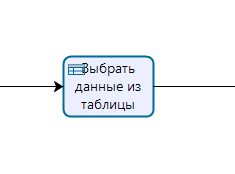 Выбрать
данные из
таблицы